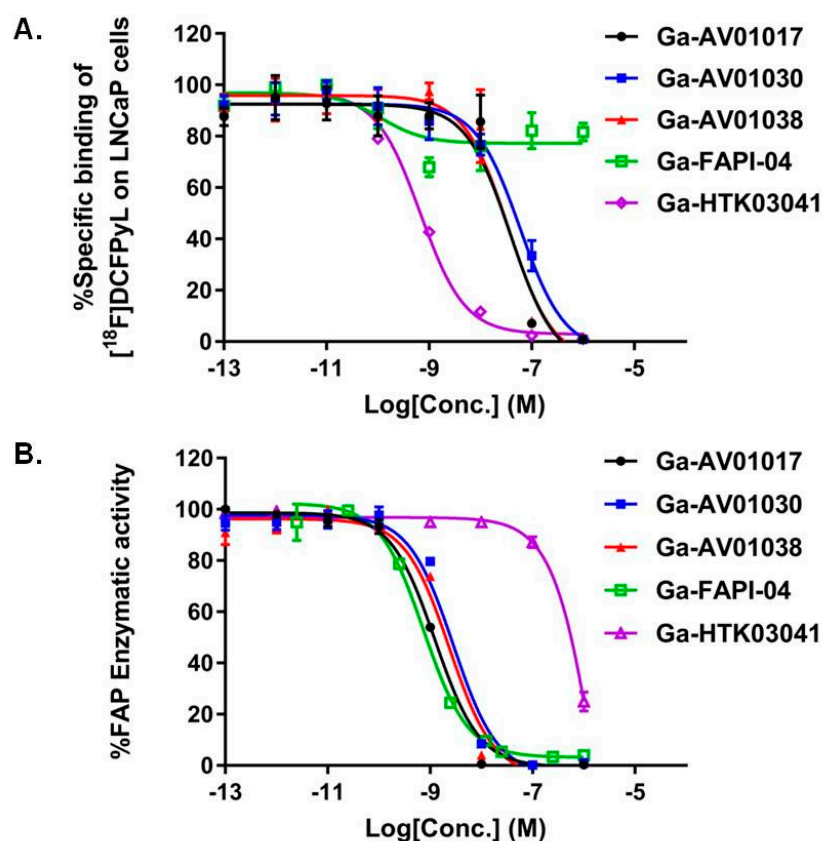 A.
%Specific binding of
[¹⁸F]DCFPyL on LNCaP cells
120
100
80
60
40
20
0
-13
-11
-9
-7
-5
Log[Conc.] (M)
Ga-AV01017
Ga-AV01030
Ga-AV01038
Ga-FAPI-04
Ga-HTK03041
B.
%FAP Enzymatic activity
120
100
80
60
40
20
0
-13
-11
-9
-7
-5
Log[Conc.] (M)
Ga-AV01017
Ga-AV01030
Ga-AV01038
Ga-FAPI-04
Ga-HTK03041